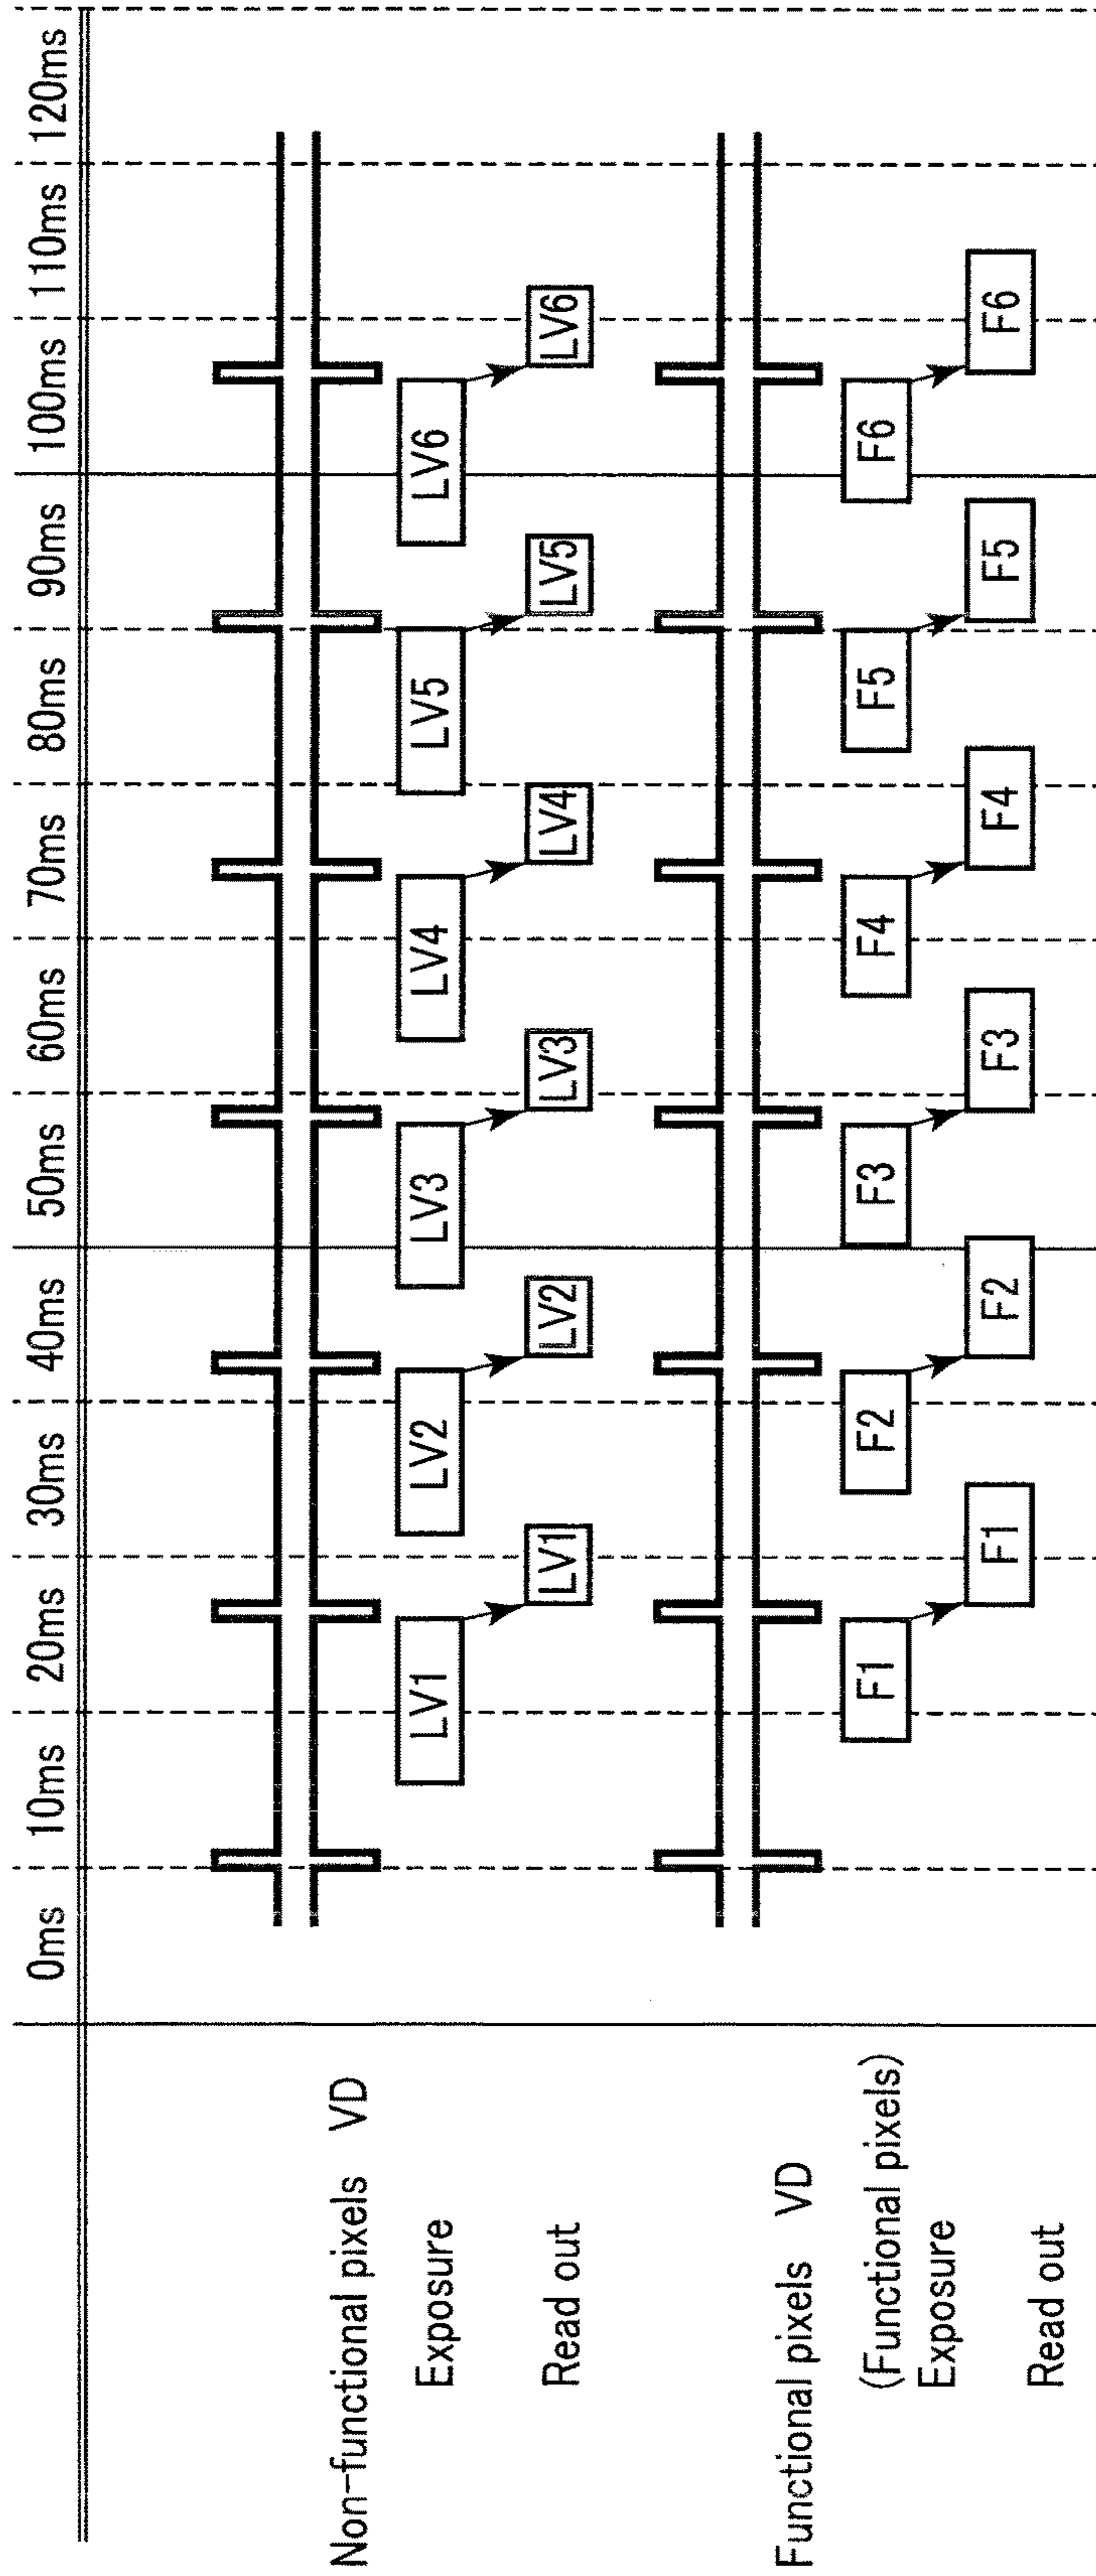 0ms 10ms 20ms 30ms 40ms 50ms 60ms 70ms 80ms 90ms 100ms 110ms 120ms
Non-functional pixels VD
Exposure LV1 LV2 LV3 LV4 LV5 LV6
Read out LV1 LV2 LV3 LV4 LV5 LV6
Functional pixels VD
(Functional pixels)
Exposure F1 F2 F3 F4 F5 F6
Read out F1 F2 F3 F4 F5 F6